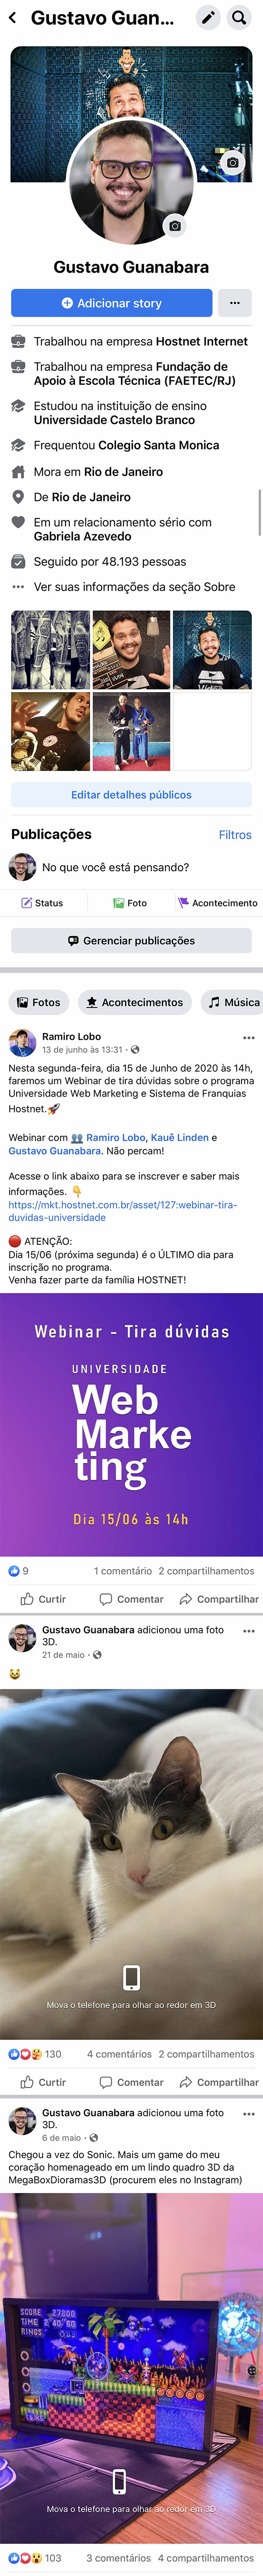 Gustavo Guan...
Gustavo Guanabara
Adicionar story
Trabalhou na empresa Hostnet Internet
Trabalhou na empresa Fundação de
Apoio à Escola Técnica (FAETEC/RJ)
Estudou na instituição de ensino
Universidade Castelo Branco
Frequentou Colegio Santa Monica
Mora em Rio de Janeiro
De Rio de Janeiro
Em um relacionamento sério com
Gabriela Azevedo
Seguido por 48.193 pessoas
Ver suas informações da seção Sobre
Editar detalhes públicos
Publicações
Filtros
No que você está pensando?
Status
Foto
Acontecimento
Gerenciar publicações
Fotos
Acontecimentos
Música
Ramiro Lobo
13 de junho às 13:31 ·
Nesta segunda-feira, dia 15 de Junho de 2020 às 14h,
faremos um Webinar de tira dúvidas sobre o programa
Universidade Web Marketing e Sistema de Franquias
Hostnet.🚀
Webinar com 👥 Ramiro Lobo, Kauê Linden e
Gustavo Guanabara. Não percam!
Acesse o link abaixo para se inscrever e saber mais
informações. 👇
https://mkt.hostnet.com.br/asset/127:webinar-tira-
duvidas-universidade
🔴 ATENÇÃO:
Dia 15/06 (próxima segunda) é o ÚLTIMO dia para
inscrição no programa.
Venha fazer parte da família HOSTNET!
Webinar - Tira dúvidas
UNIVERSIDADE
Web
Marke
ting
Dia 15/06 às 14h
9
1 comentário 2 compartilhamentos
Curtir
Comentar
Compartilhar
Gustavo Guanabara adicionou uma foto
3D.
21 de maio ·
😺
Mova o telefone para olhar ao redor em 3D
130
4 comentários 2 compartilhamentos
Curtir
Comentar
Compartilhar
Gustavo Guanabara adicionou uma foto
3D.
6 de maio ·
Chegou a vez do Sonic. Mais um game do meu
coração homenageado em um lindo quadro 3D da
MegaBoxDioramas3D (procurem eles no Instagram)
SCORE 27800
TIME 2'40"60
RINGS
Mova o telefone para olhar ao redor em 3D
103
3 comentários 4 compartilhamentos